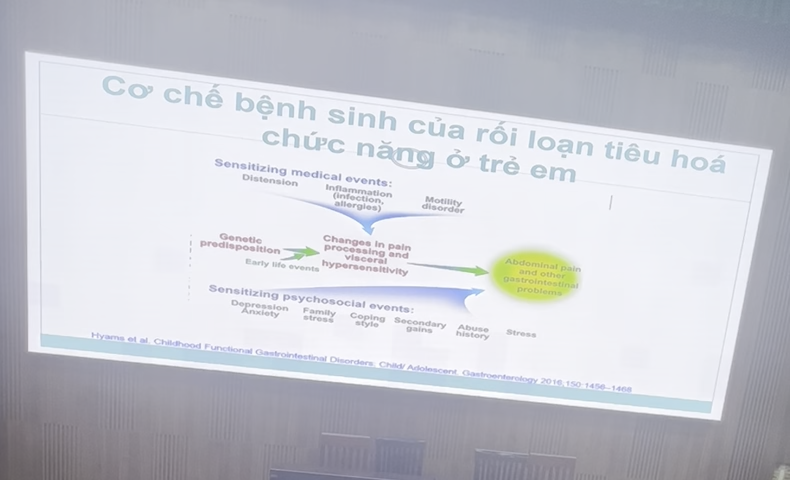 Cơ chế bệnh sinh của rối loạn tiêu hoá
chức năng ở trẻ em
Sensitizing medical events:
Distension
Inflammation
(infection,
allergies)
Motility
disorder
Genetic
predisposition
Early life events
Changes in pain
processing and
visceral
hypersensitivity
Abdominal pain
and other
gastrointestinal
problems
Sensitizing psychosocial events:
Depression
Anxiety
Family
stress
Coping
style
Secondary
gains
Abuse
history
Stress
Hyams et al. Childhood Functional Gastrointestinal Disorders: Child/ Adolescent. Gastroenterology 2016;150:1456–1468